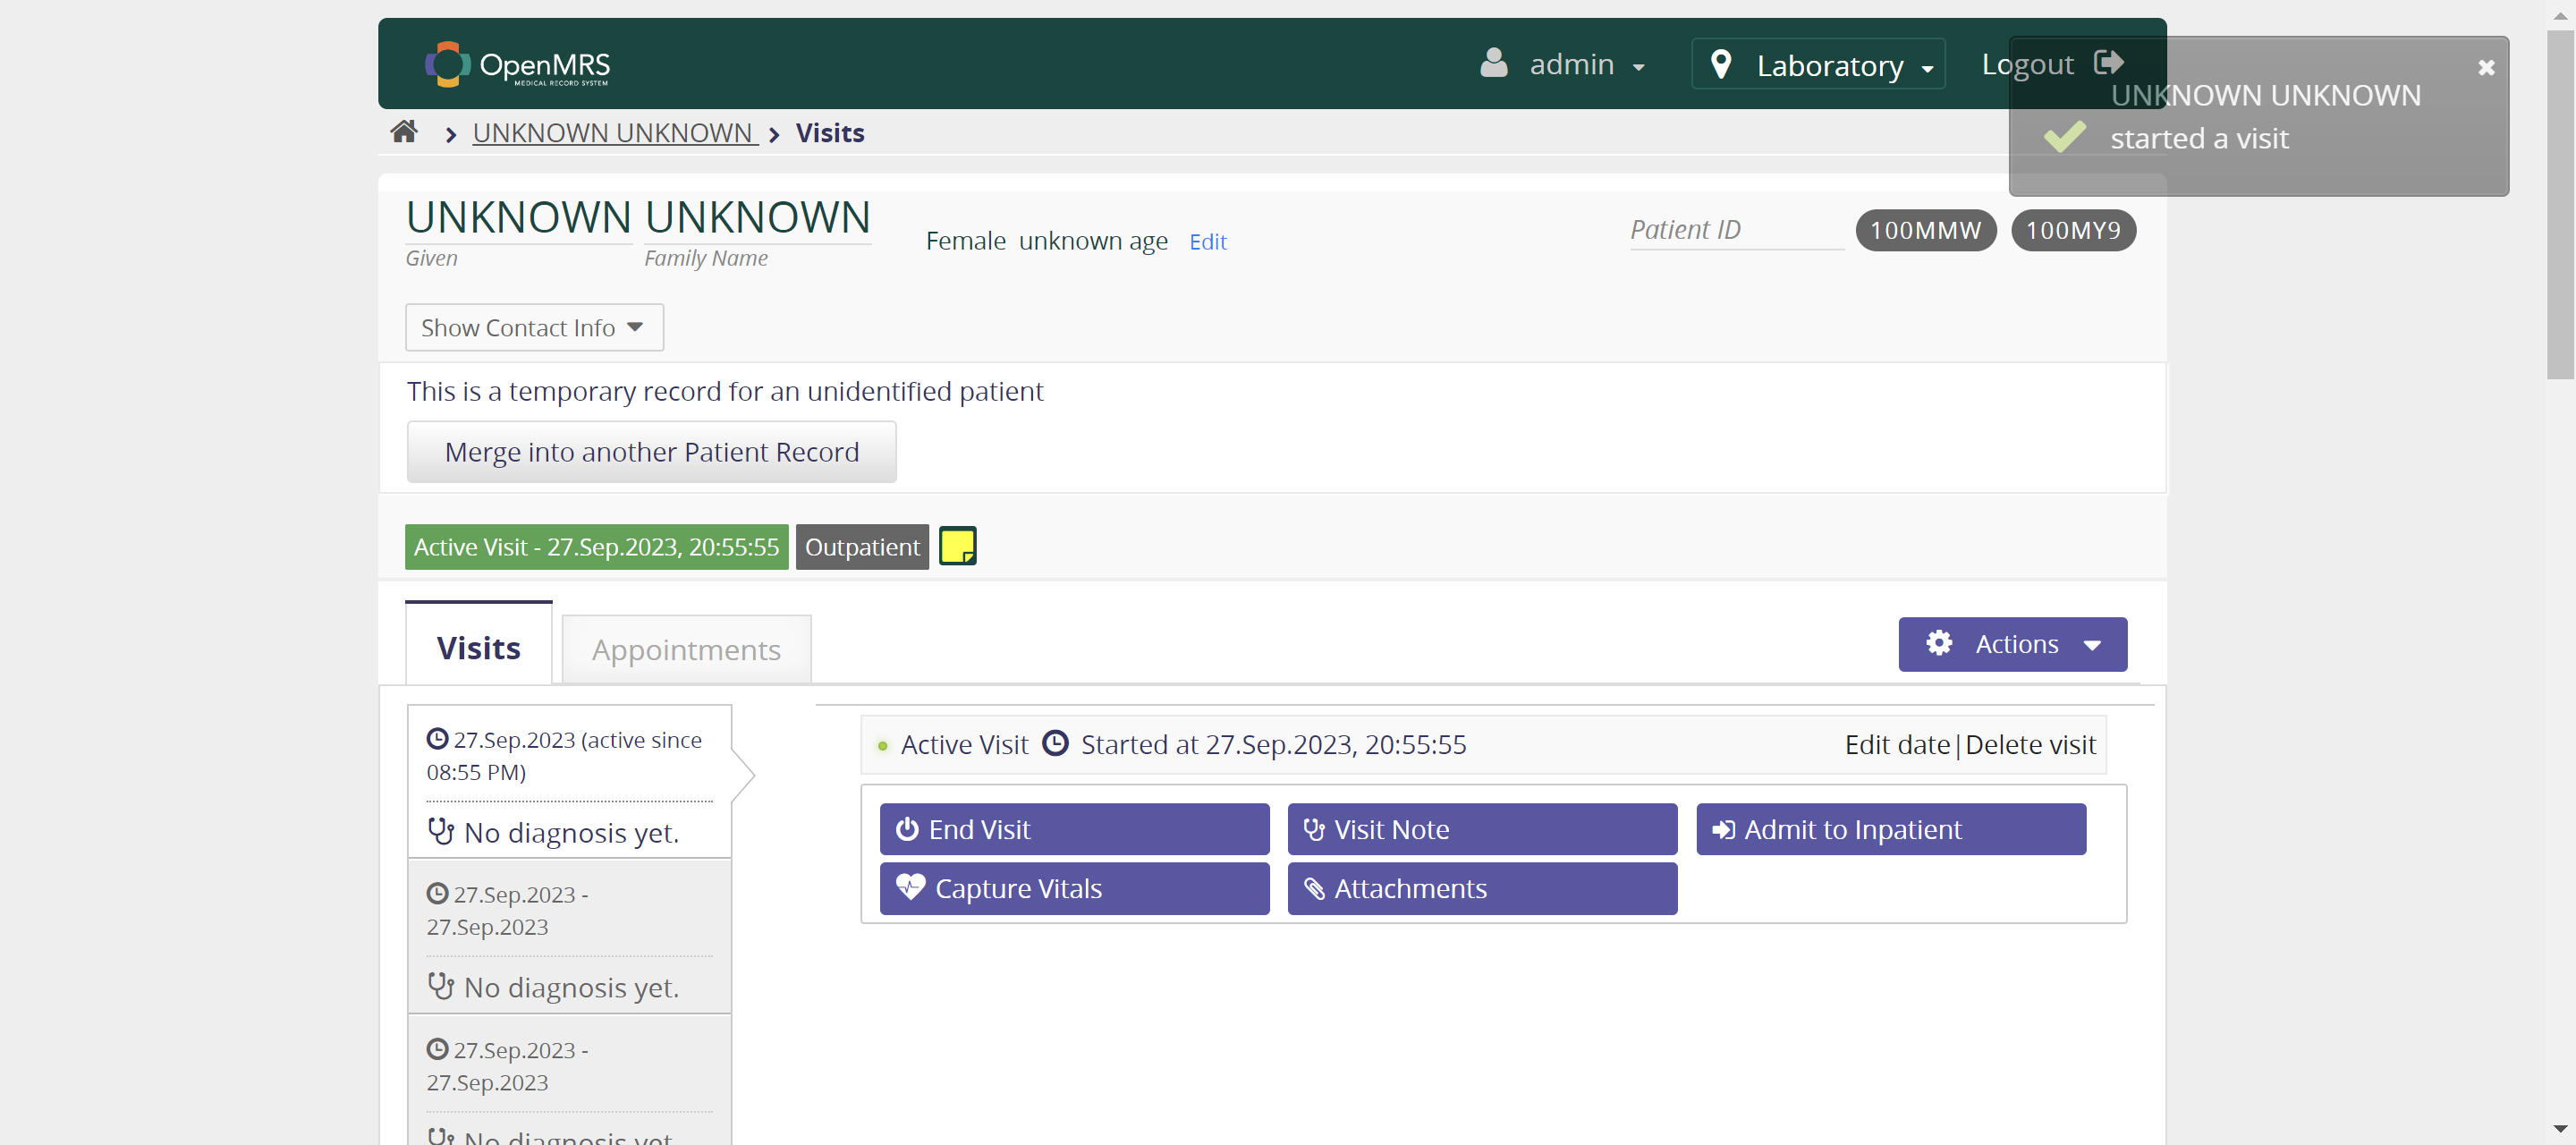 OpenMRS
MEDICAL RECORD SYSTEM
admin
Laboratory
Logout
UNKNOWN UNKNOWN
started a visit
UNKNOWN UNKNOWN
Visits
UNKNOWN UNKNOWN
Given
Family Name
Female unknown age Edit
Patient ID
100MMW
100MY9
Show Contact Info
This is a temporary record for an unidentified patient
Merge into another Patient Record
Active Visit - 27.Sep.2023, 20:55:55
Outpatient
Visits
Appointments
Actions
27.Sep.2023 (active since
08:55 PM)
No diagnosis yet.
27.Sep.2023 -
27.Sep.2023
No diagnosis yet.
27.Sep.2023 -
27.Sep.2023
No diagnosis yet
Active Visit Started at 27.Sep.2023, 20:55:55
Edit date|Delete visit
End Visit
Visit Note
Admit to Inpatient
Capture Vitals
Attachments